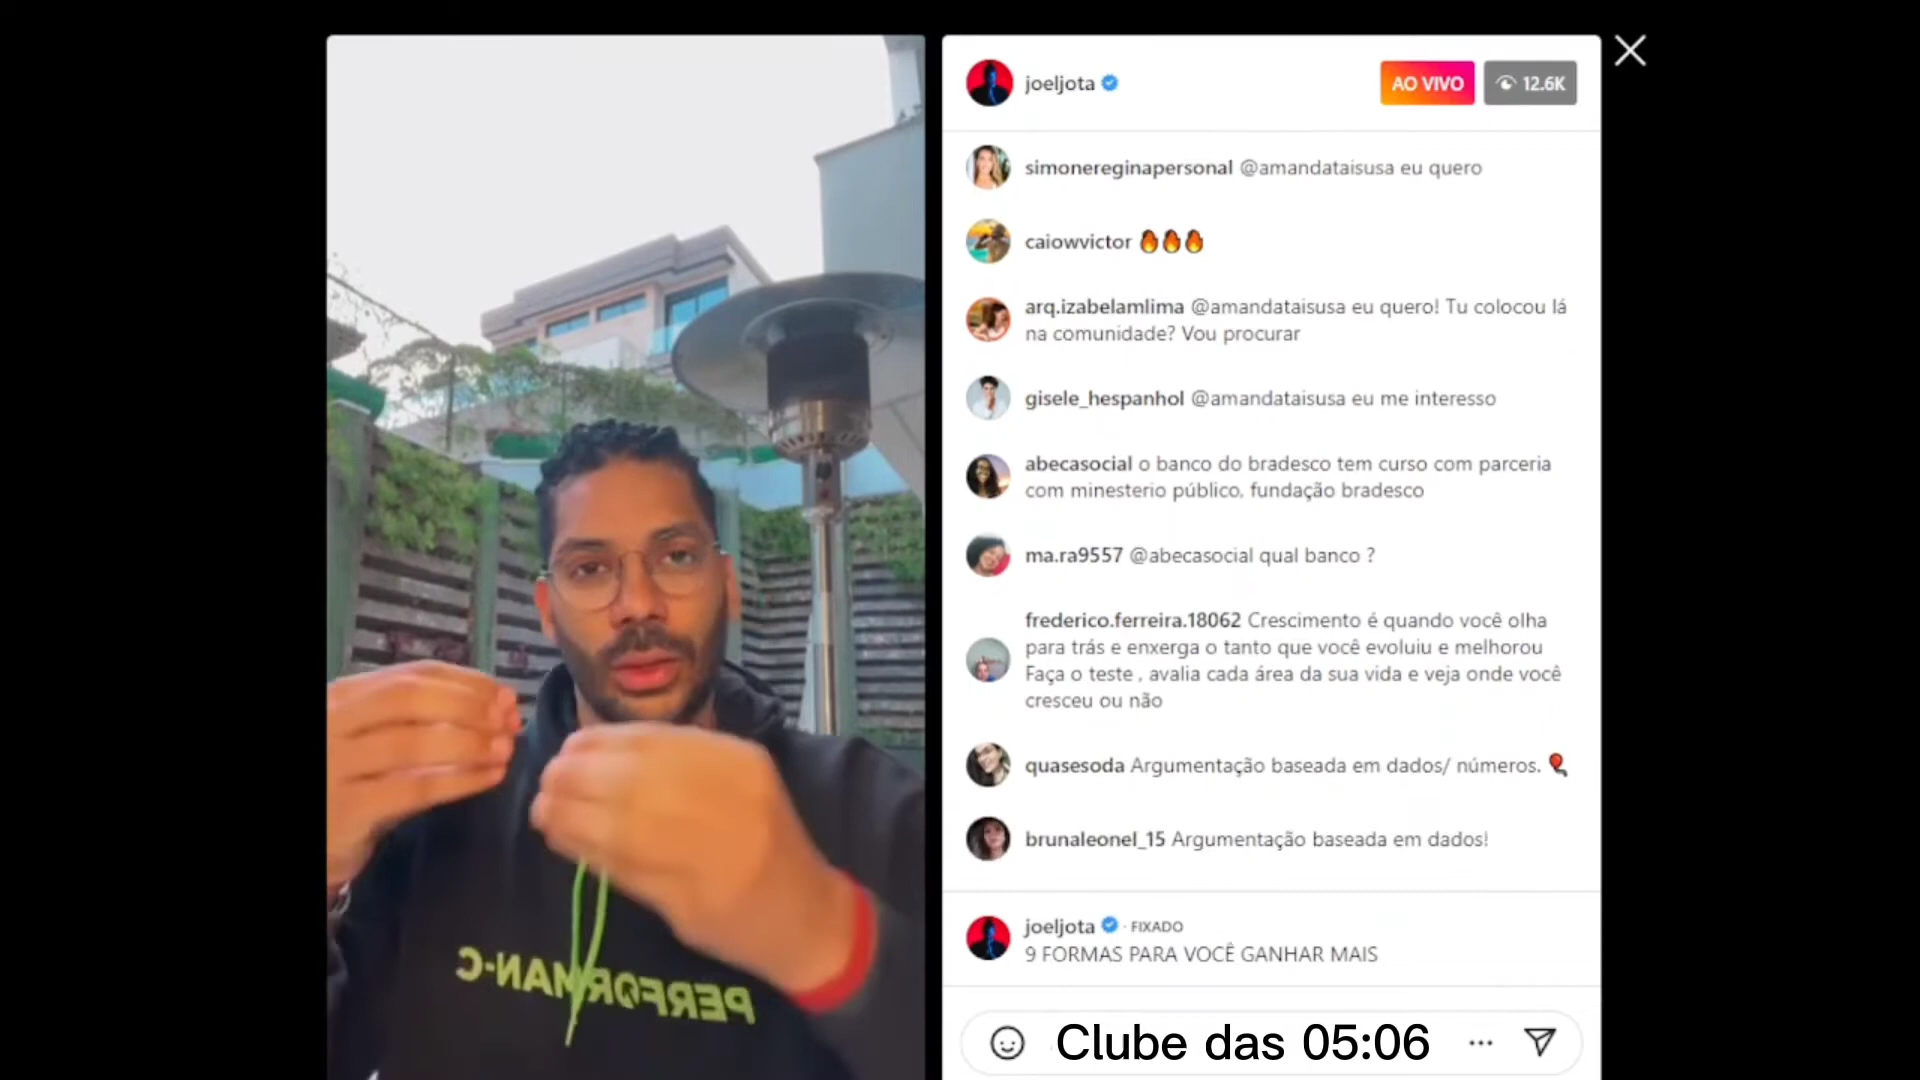 joeljota
AO VIVO
12.6K
simonereginapersonal @amandataisusa eu quero
caiowvictor 🔥🔥🔥
arq.izabelamlima @amandataisusa eu quero! Tu colocou lá
na comunidade? Vou procurar
gisele_hespanhol @amandataisusa eu me interesso
abecasocial o banco do bradesco tem curso com parceria
com minesterio público, fundação bradesco
ma.ra9557 @abecasocial qual banco ?
frederico.ferreira.18062 Crescimento é quando você olha
para trás e enxerga o tanto que você evoluiu e melhorou
Faça o teste , avalia cada área da sua vida e veja onde você
cresceu ou não
quasesoda Argumentação baseada em dados/ números. 🎈
brunaleonel_15 Argumentação baseada em dados!
joeljota · FIXADO
9 FORMAS PARA VOCÊ GANHAR MAIS
Clube das 05:06
PERFORMAN-C